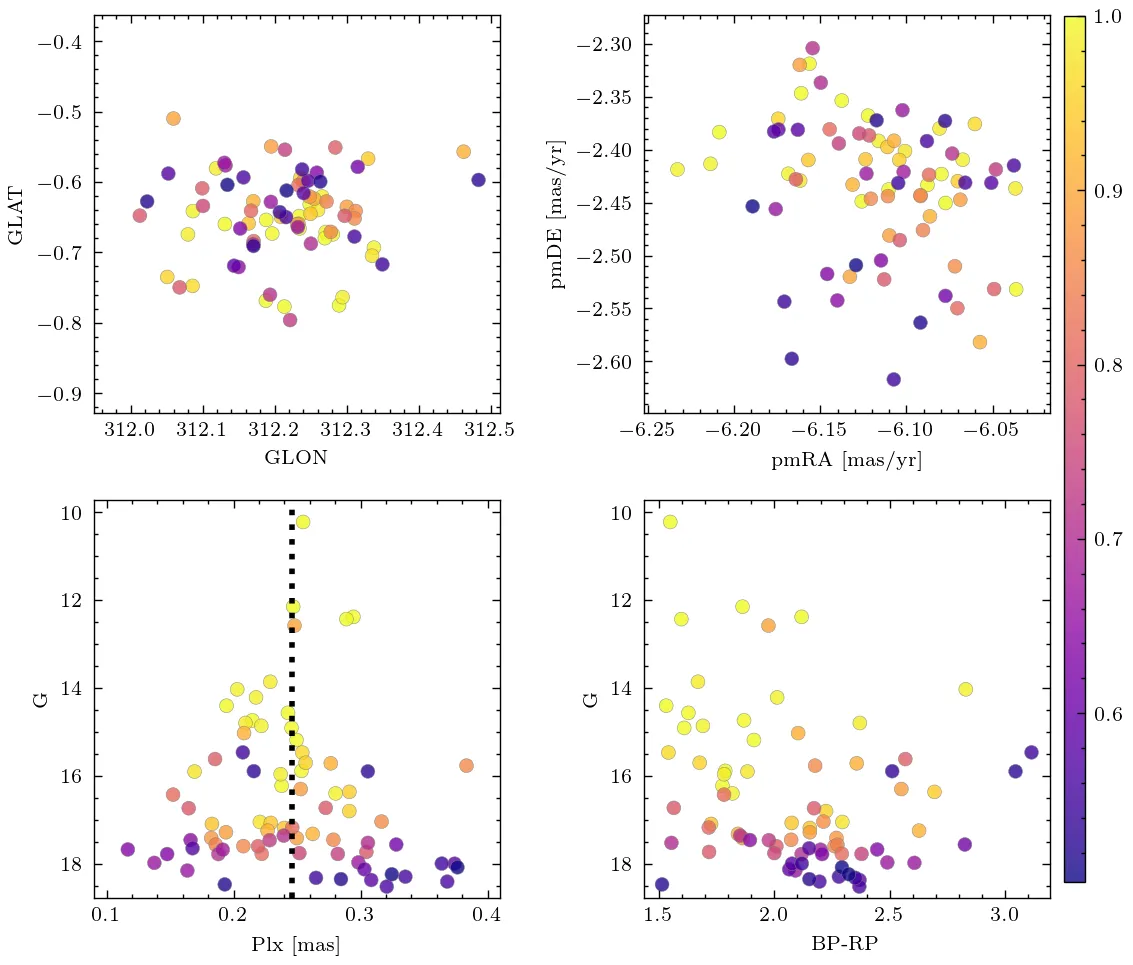 −0.4
−0.5
−0.6
−0.7
−0.8
−0.9
GLAT
312.0 312.1 312.2 312.3 312.4 312.5
GLON
−2.30
−2.35
−2.40
−2.45
−2.50
−2.55
−2.60
pmDE [mas/yr]
−6.25 −6.20 −6.15 −6.10 −6.05
pmRA [mas/yr]
10
12
14
16
18
G
0.1 0.2 0.3 0.4
Plx [mas]
10
12
14
16
18
G
1.5 2.0 2.5 3.0
BP-RP
1.0
0.9
0.8
0.7
0.6